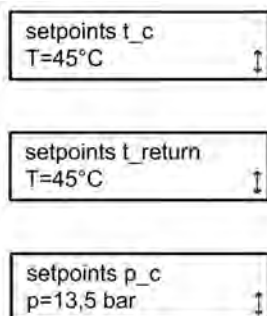 setpoints t_c
T=45°C
setpoints t_return
T=45°C
setpoints p_c
p=13,5 bar